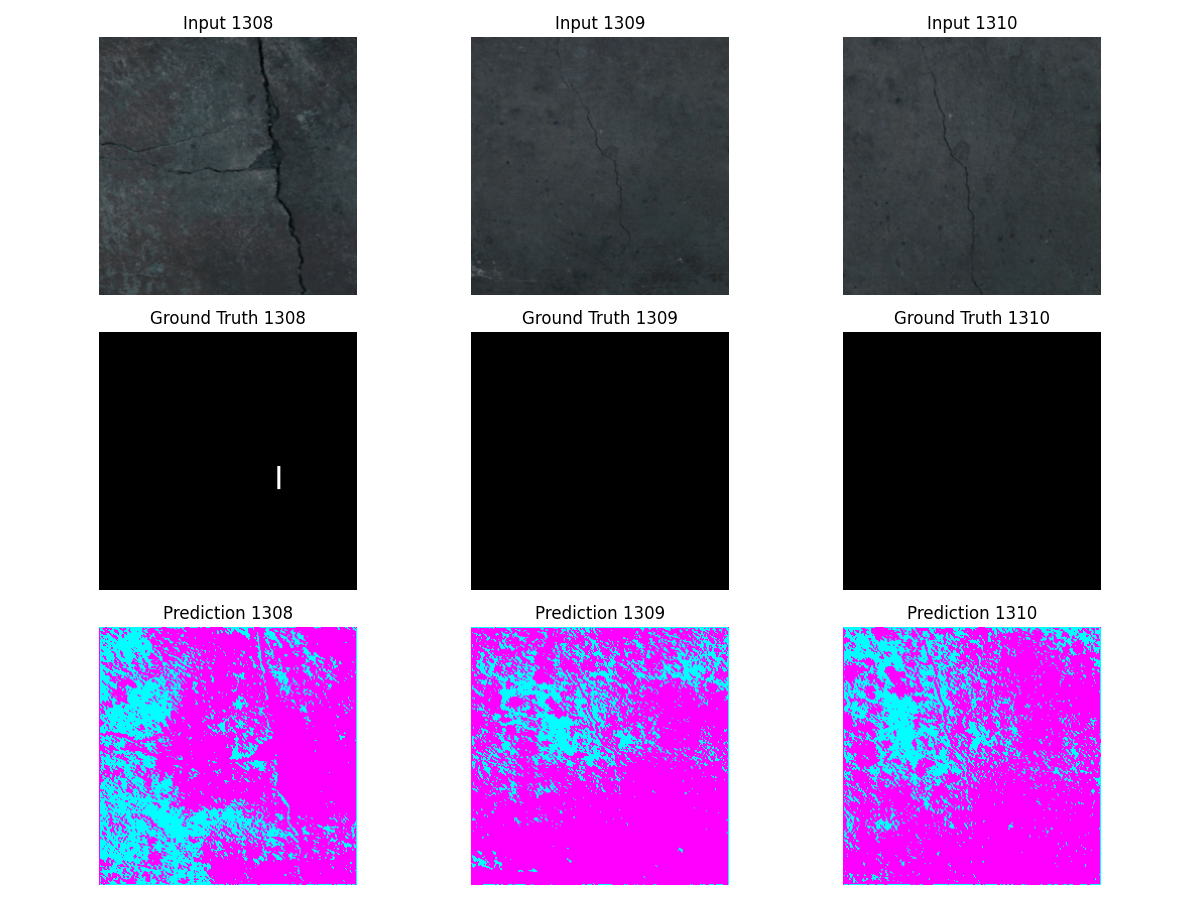 Input 1308
Input 1309
Input 1310
Ground Truth 1308
Ground Truth 1309
Ground Truth 1310
Prediction 1308
Prediction 1309
Prediction 1310